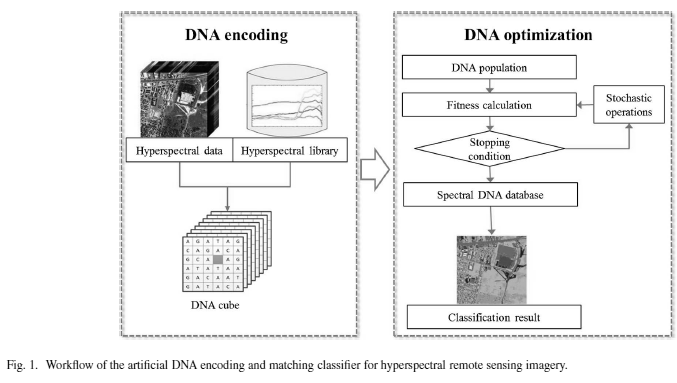 DNA encoding
Hyperspectral data
Hyperspectral library
A G A T A G
C A G A C A
G C A A G
A T A T A A
G A C A A T
G A T A C A
DNA cube
DNA optimization
DNA population
Fitness calculation
Stochastic
operations
Stopping
condition
Spectral DNA database
Classification result
Fig. 1. Workflow of the artificial DNA encoding and matching classifier for hyperspectral remote sensing imagery.